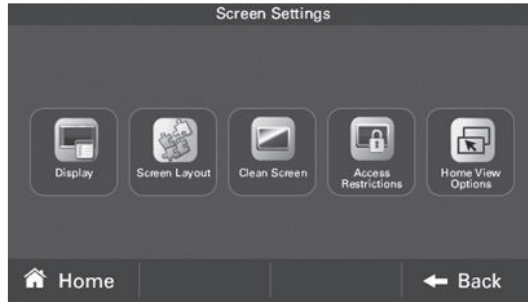 Screen Settings
Display
Screen Layout
Clean Screen
Access
Restrictions
Home View
Options
Home
Back